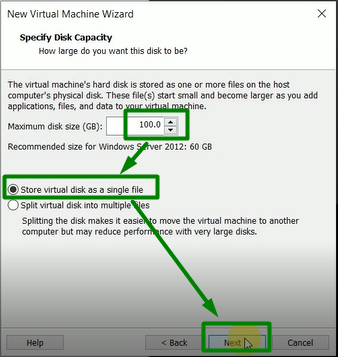 New Virtual Machine Wizard
Specify Disk Capacity
How large do you want this disk to be?
The virtual machine's hard disk is stored as one or more files on the host
computer's physical disk. These file(s) start small and become larger as you add
applications, files, and data to your virtual machine.
Maximum disk size (GB): 100.0
Recommended size for Windows Server 2012: 60 GB
Store virtual disk as a single file
Split virtual disk into multiple files
Splitting the disk makes it easier to move the virtual machine to another
computer but may reduce performance with very large disks.
Help < Back Next Cancel